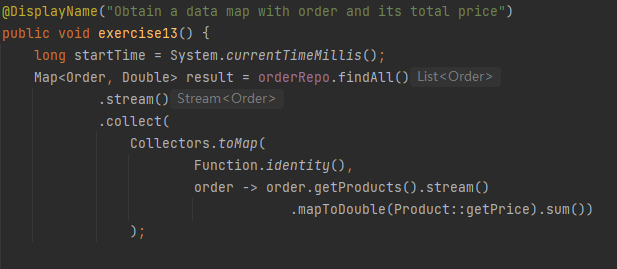 @DisplayName("Obtain a data map with order and its total price")
public void exercise13() {
    long startTime = System.currentTimeMillis();
    Map<Order, Double> result = orderRepo.findAll() List<Order>
            .stream() Stream<Order>
            .collect(
                Collectors.toMap(
                        Function.identity(),
                        order -> order.getProducts().stream()
                                    .mapToDouble(Product::getPrice).sum())
                );